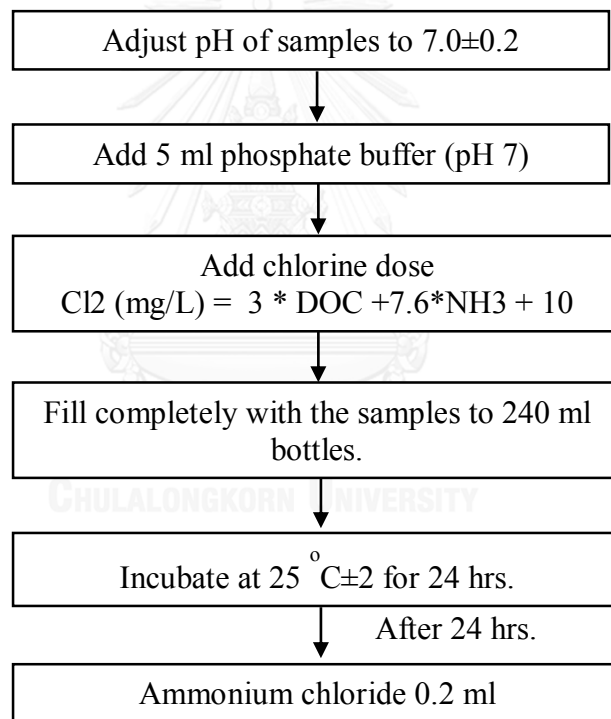 Adjust pH of samples to 7.0±0.2
Add 5 ml phosphate buffer (pH 7)
Add chlorine dose
Cl2 (mg/L) = 3 * DOC +7.6*NH3 + 10
Fill completely with the samples to 240 ml
bottles.
CHULALONGKORN UNIVERSITY
Incubate at 25 °C±2 for 24 hrs.
After 24 hrs.
Ammonium chloride 0.2 ml